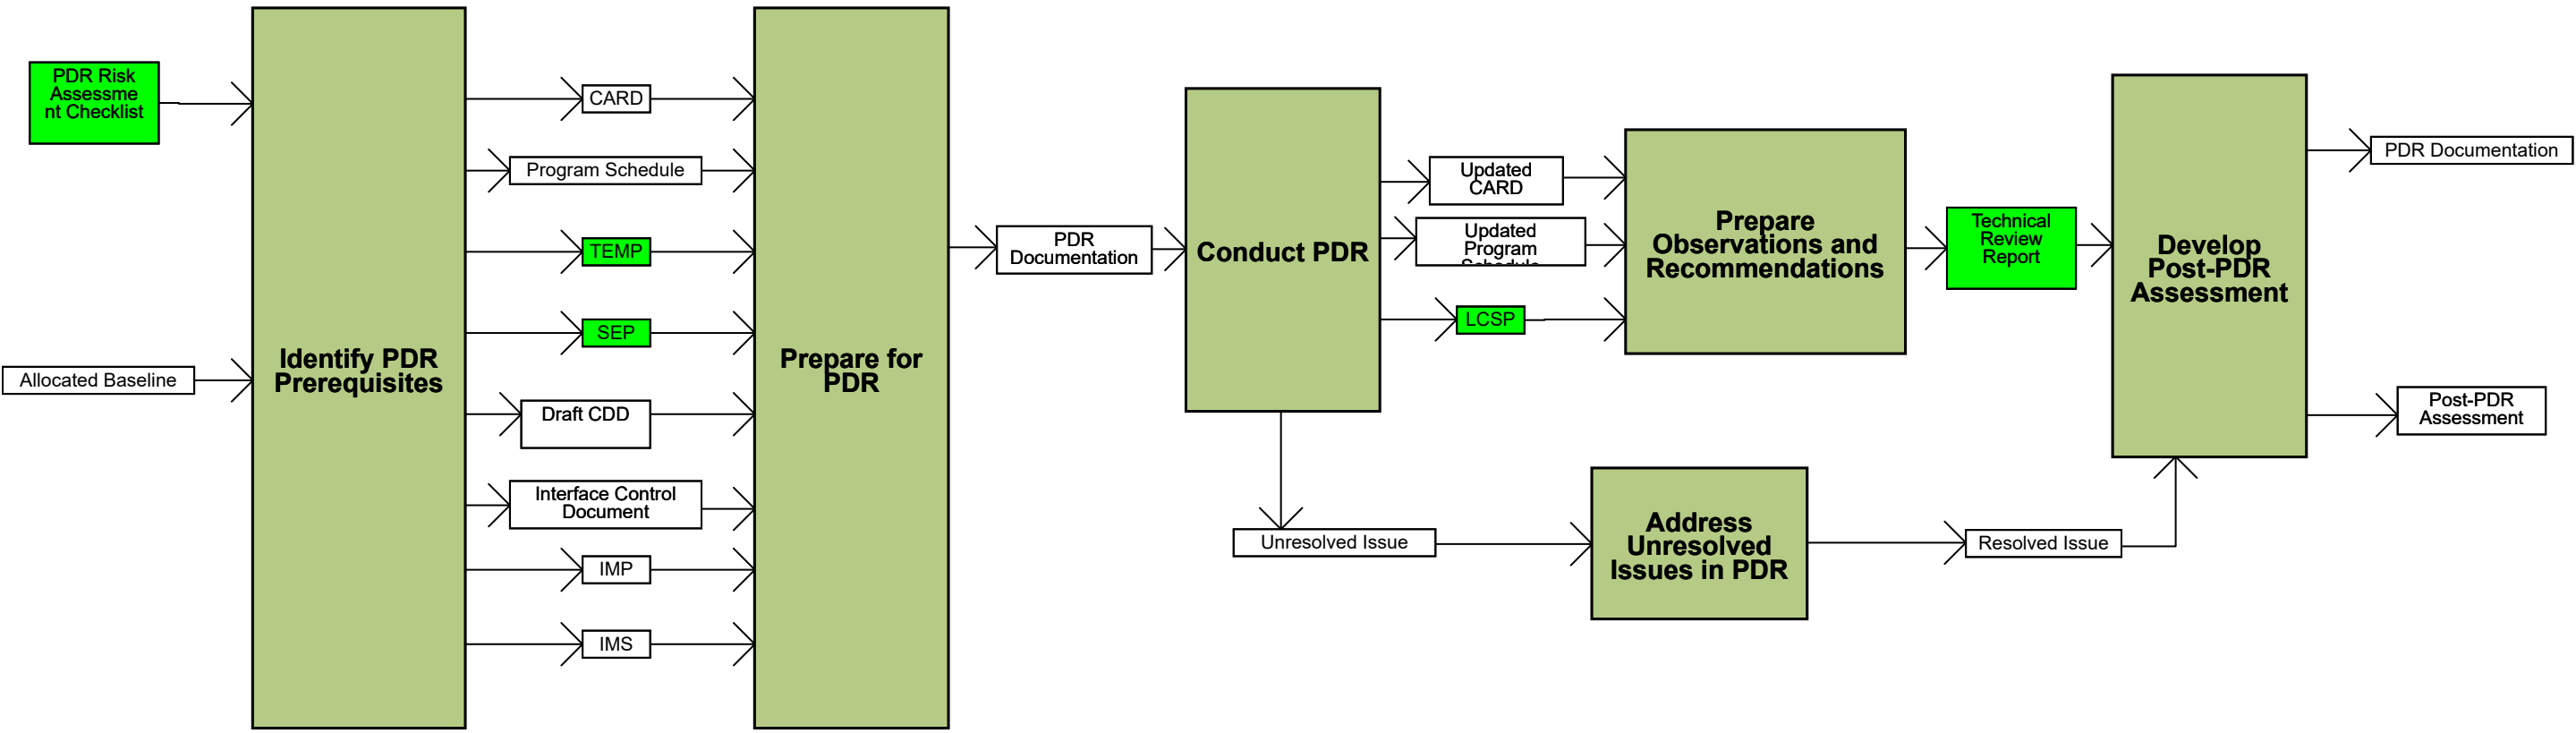 PDR Risk
Assessme
nt Checklist
Allocated Baseline
Identify PDR
Prerequisites
CARD
Program Schedule
TEMP
SEP
Draft CDD
Interface Control
Document
IMP
IMS
Prepare for
PDR
PDR
Documentation
Conduct PDR
Updated
CARD
Updated
Program
Schedule
LCSP
Unresolved Issue
Prepare
Observations and
Recommendations
Address
Unresolved
Issues in PDR
Technical
Review
Report
Resolved Issue
Develop
Post-PDR
Assessment
PDR Documentation
Post-PDR
Assessment